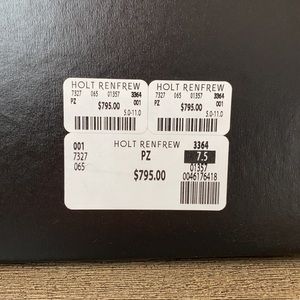 HOLT RENFREW
7327 065 01357 3364
PZ 001
$795.00
5.0-11.0
HOLT RENFREW
7327 065 01357 3364
PZ 001
$795.00
5.0-11.0
001 HOLT RENFREW 3364
7327 PZ 7.5
065 01357
$795.00 0046176418